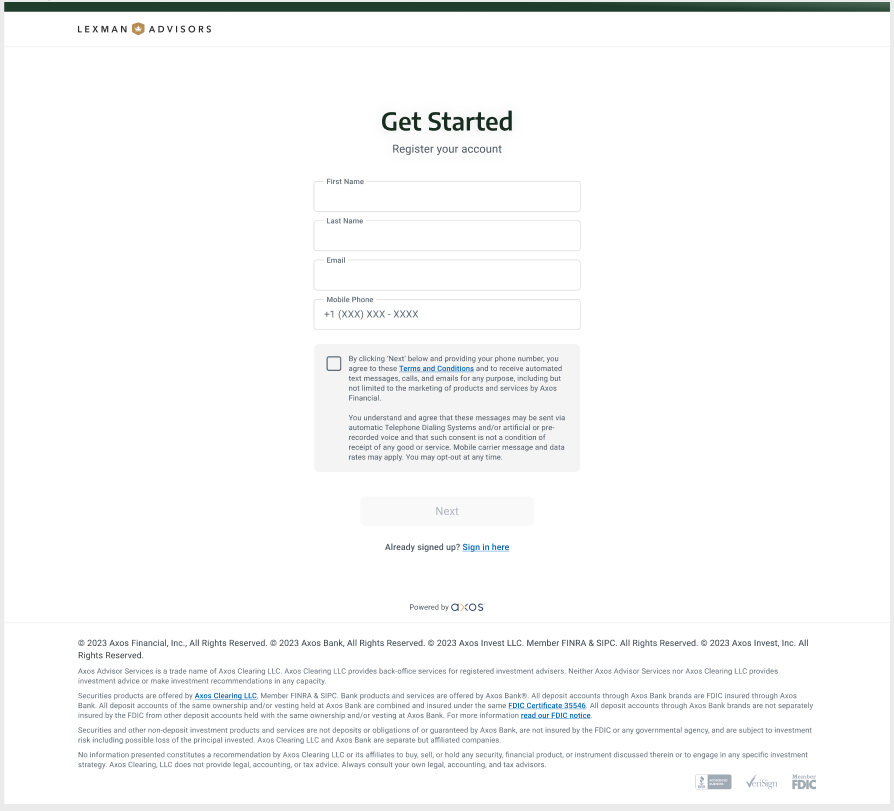 LEXMAN ADVISORS
Get Started
Register your account
First Name
Last Name
Email
Mobile Phone
+1 (XXX) XXX - XXXX
By clicking 'Next' below and providing your phone number, you
agree to these Terms and Conditions and to receive automated
text messages, calls, and emails for any purpose, including but
not limited to the marketing of products and services by Axos
Financial.
You understand and agree that these messages may be sent via
automatic Telephone Dialing Systems and/or artificial or pre-
recorded voice and that such consent is not a condition of
receipt of any good or service. Mobile carrier message and data
rates may apply. You may opt-out at any time.
Next
Already signed up? Sign in here
Powered by axos
© 2023 Axos Financial, Inc., All Rights Reserved. © 2023 Axos Bank, All Rights Reserved. © 2023 Axos Invest LLC. Member FINRA & SIPC. All Rights Reserved. © 2023 Axos Invest, Inc. All
Rights Reserved.
Axos Advisor Services is a trade name of Axos Clearing LLC. Axos Clearing LLC provides back-office services for registered investment advisers. Neither Axos Advisor Services nor Axos Clearing LLC provides
investment advice or make investment recommendations in any capacity.
Securities products are offered by Axos Clearing LLC, Member FINRA & SIPC. Bank products and services are offered by Axos Bank®. All deposit accounts through Axos Bank brands are FDIC insured through Axos
Bank. All deposit accounts of the same ownership and/or vesting held at Axos Bank are combined and insured under the same FDIC Certificate 35546. All deposit accounts through Axos Bank brands are not separately
insured by the FDIC from other deposit accounts held with the same ownership and/or vesting at Axos Bank. For more information read our FDIC notice.
Securities and other non-deposit investment products and services are not deposits or obligations of or guaranteed by Axos Bank, are not insured by the FDIC or any governmental agency, and are subject to investment
risk including possible loss of the principal invested. Axos Clearing LLC and Axos Bank are separate but affiliated companies.
No information presented constitutes a recommendation by Axos Clearing LLC or its affiliates to buy, sell, or hold any security, financial product, or instrument discussed therein or to engage in any specific investment
strategy. Axos Clearing, LLC does not provide legal, accounting, or tax advice. Always consult your own legal, accounting, and tax advisors.
VeriSign
Member
FDIC